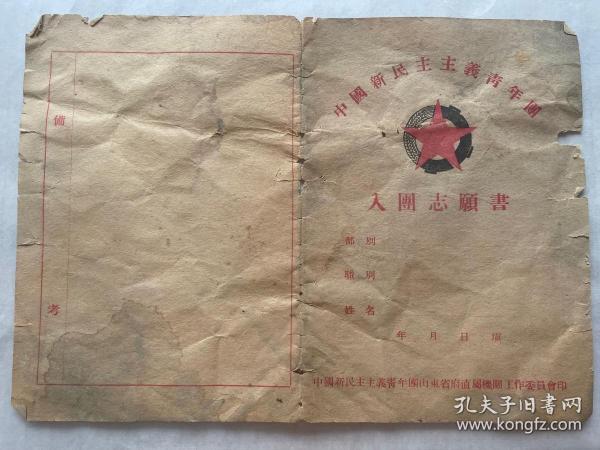 中國新民主主義青年團
入團志願書
部別
職別
姓名
年月日填
中國新民主主義青年團山東省府直屬機關工作委員會印
備考
孔夫子旧书网
www.kongfz.com